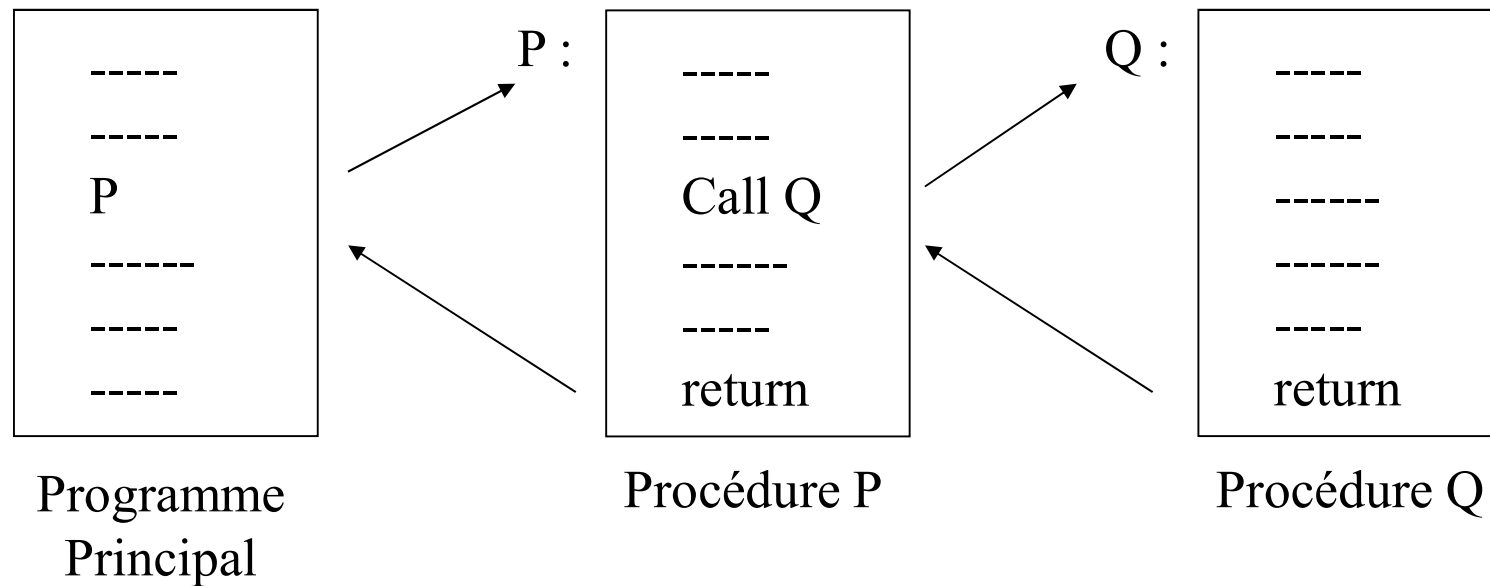 -----
-----
P
------
-----
-----
Programme
Principal
P :
-----
-----
Call Q
------
-----
return
Procédure P
Q :
-----
-----
------
------
-----
return
Procédure Q